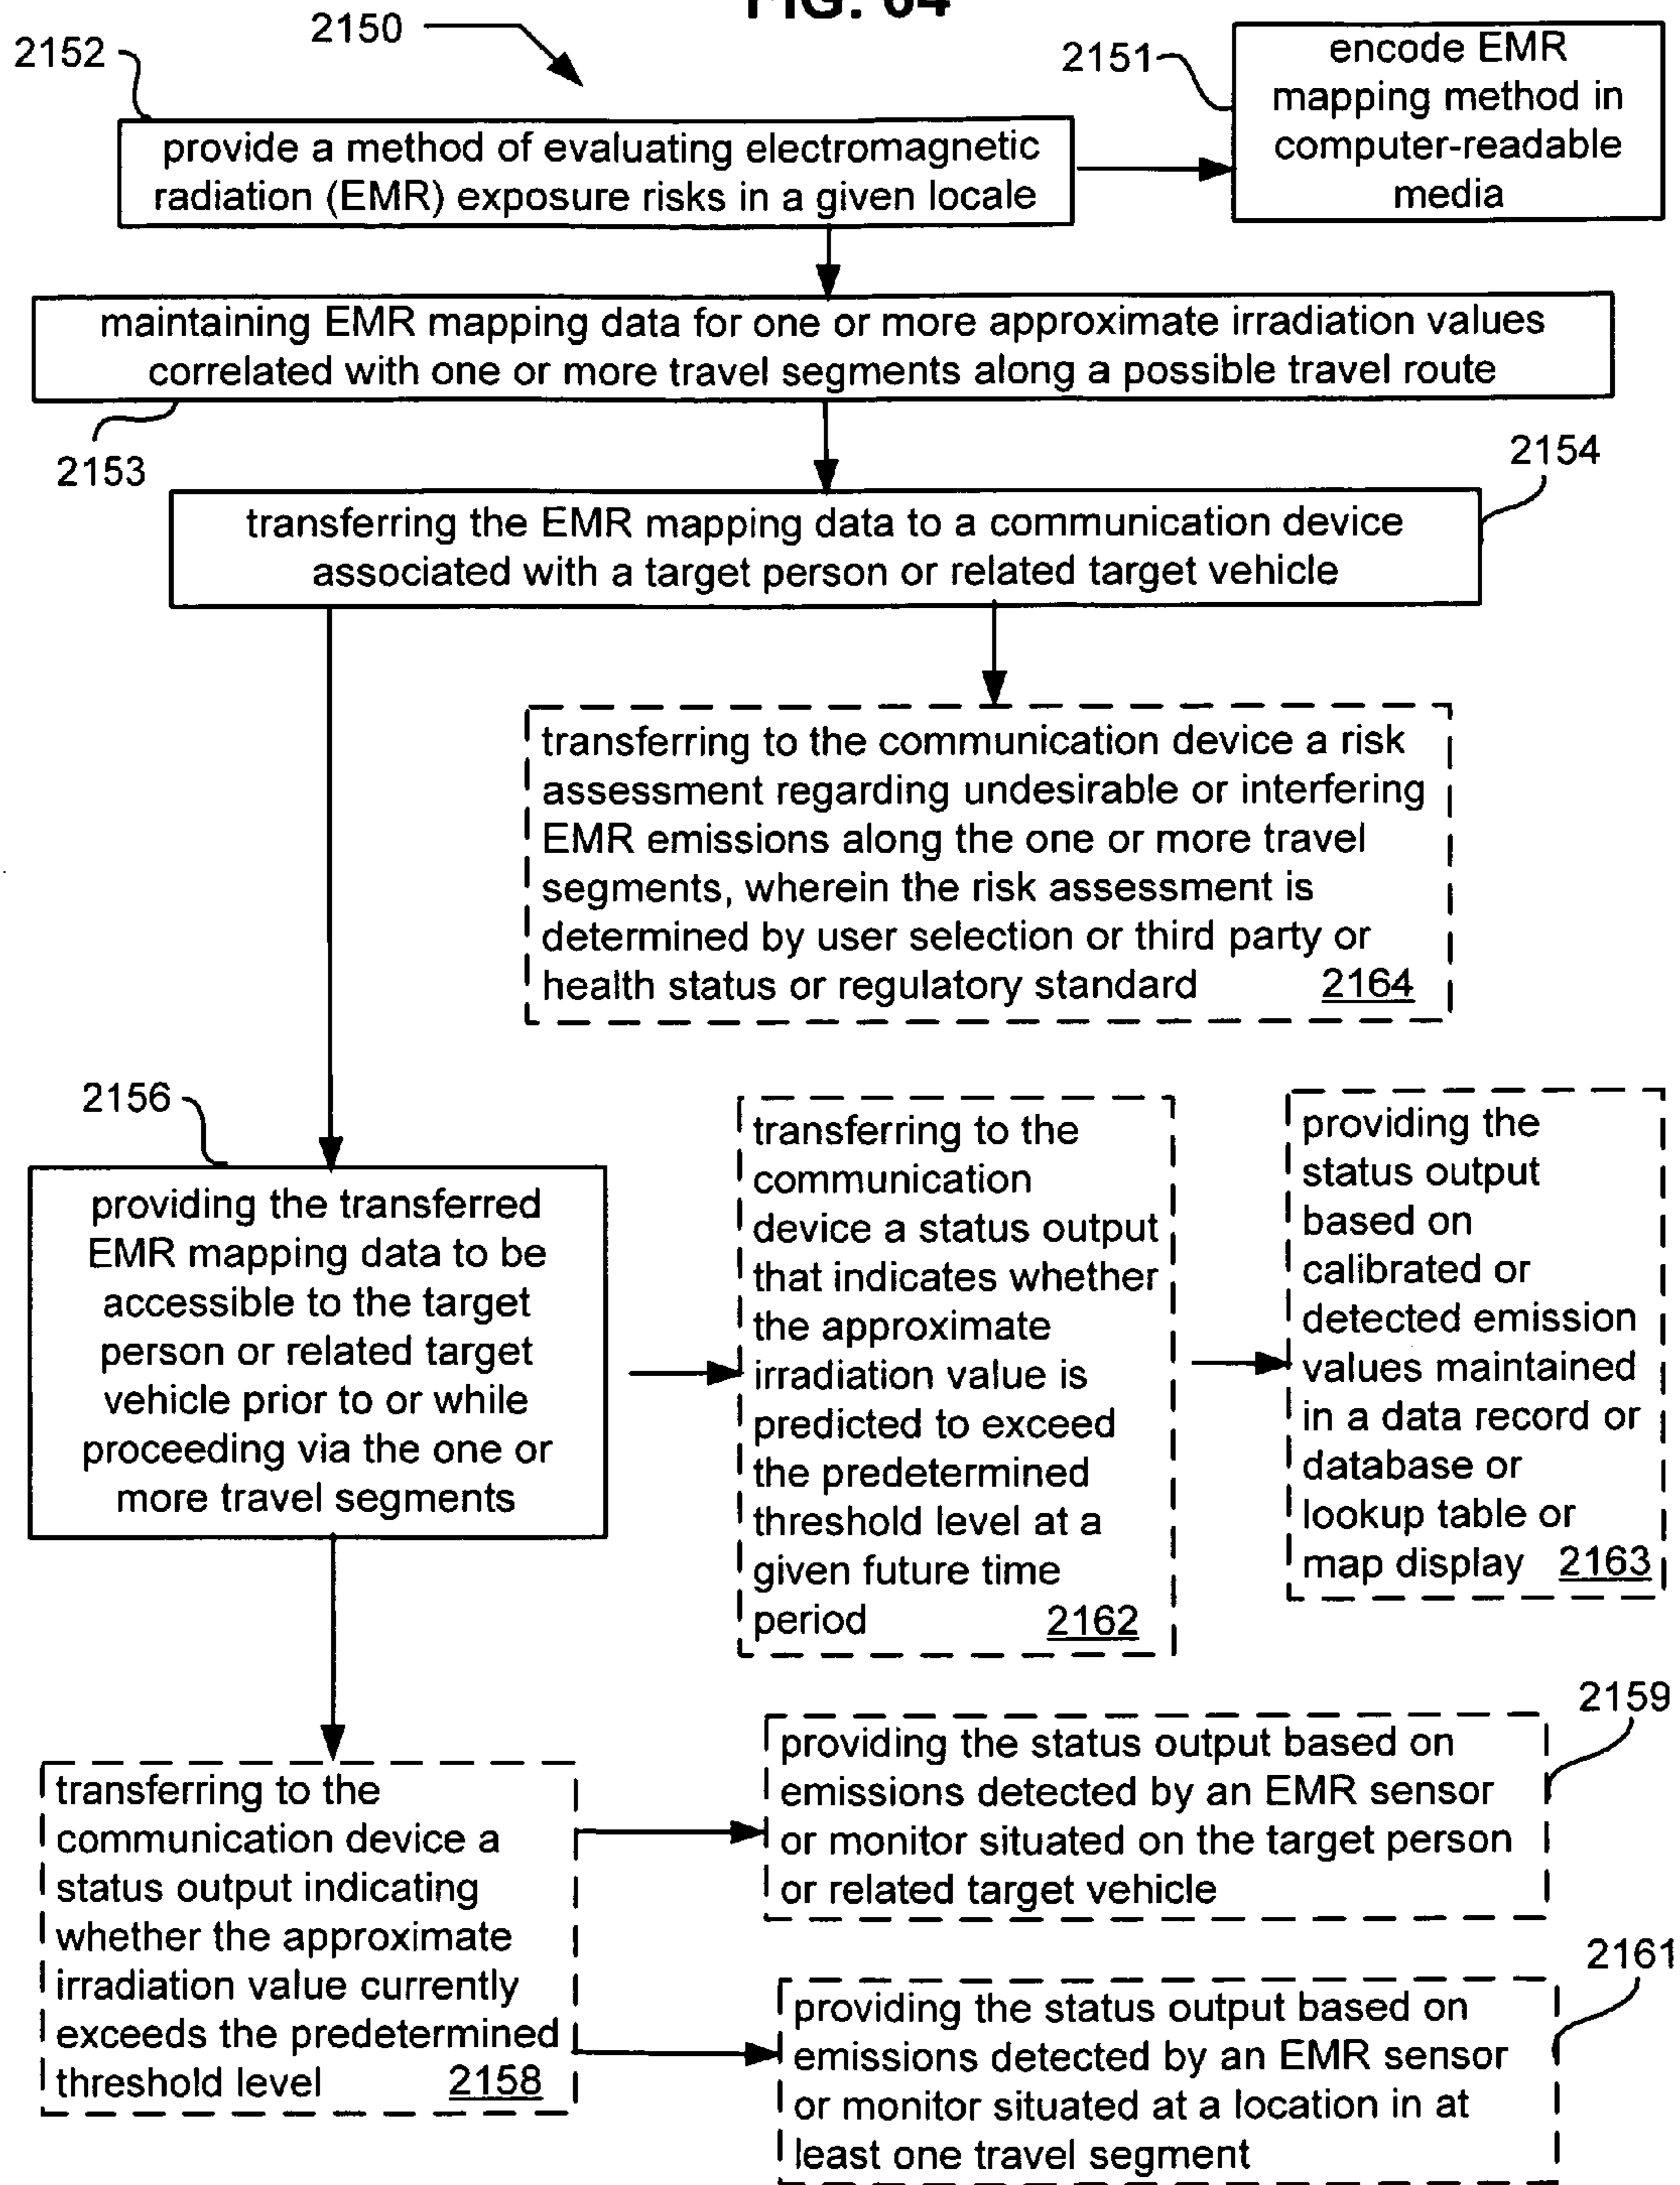 FIG. 64
2150
2152
2151
encode EMR
mapping method in
computer-readable
media
provide a method of evaluating electromagnetic
radiation (EMR) exposure risks in a given locale
maintaining EMR mapping data for one or more approximate irradiation values
correlated with one or more travel segments along a possible travel route
2153
2154
transferring the EMR mapping data to a communication device
associated with a target person or related target vehicle
transferring to the communication device a risk
assessment regarding undesirable or interfering
EMR emissions along the one or more travel
segments, wherein the risk assessment is
determined by user selection or third party or
health status or regulatory standard 2164
2156
providing the transferred
EMR mapping data to be
accessible to the target
person or related target
vehicle prior to or while
proceeding via the one or
more travel segments
transferring to the
communication
device a status output
that indicates whether
the approximate
irradiation value is
predicted to exceed
the predetermined
threshold level at a
given future time
period 2162
providing the
status output
based on
calibrated or
detected emission
values maintained
in a data record or
database or
lookup table or
map display 2163
transferring to the
communication device a
status output indicating
whether the approximate
irradiation value currently
exceeds the predetermined
threshold level 2158
2159
providing the status output based on
emissions detected by an EMR sensor
or monitor situated on the target person
or related target vehicle
2161
providing the status output based on
emissions detected by an EMR sensor
or monitor situated at a location in at
least one travel segment